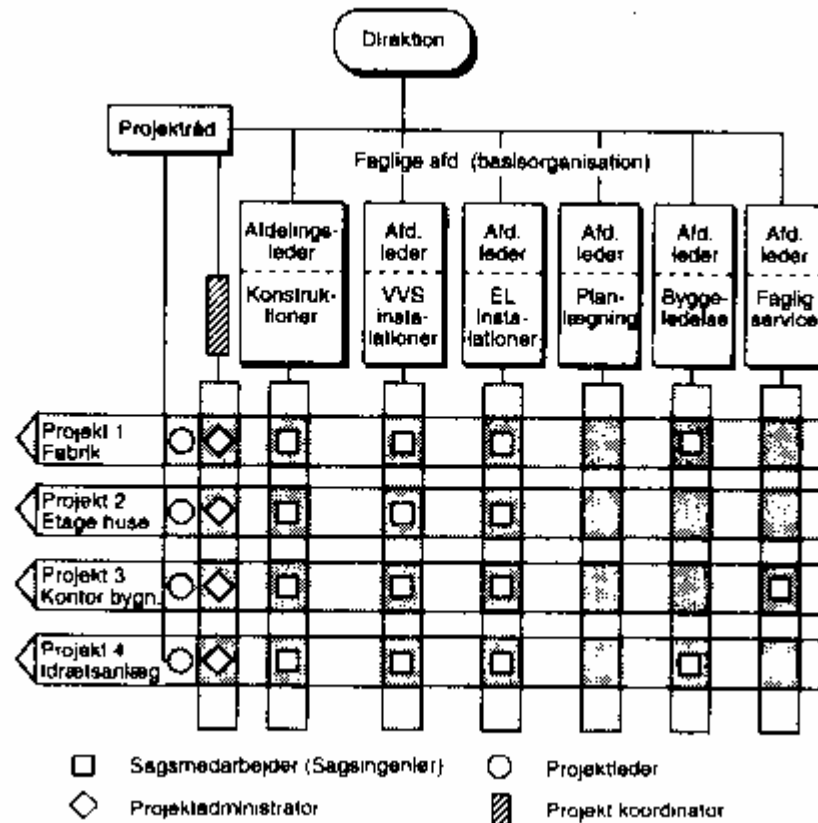 Direktion
Projektråd
Faglige afd (basisorganisation)
Afdelings-
leder
Konstruk-
tioner
Afd.
leder
VVS
insta-
llationer
Afd.
leder
EL
Insta-
llationer
Afd.
leder
Plan-
lægning
Afd.
leder
Bygge-
ledelse
Afd.
leder
Faglig
service
Projekt 1
Fabrik
Projekt 2
Etage huse
Projekt 3
Kontor bygn.
Projekt 4
Idrætsanlæg
Sagsmedarbejder (Sagsingeniør)
Projektleder
Projektadministrator
Projekt koordinator